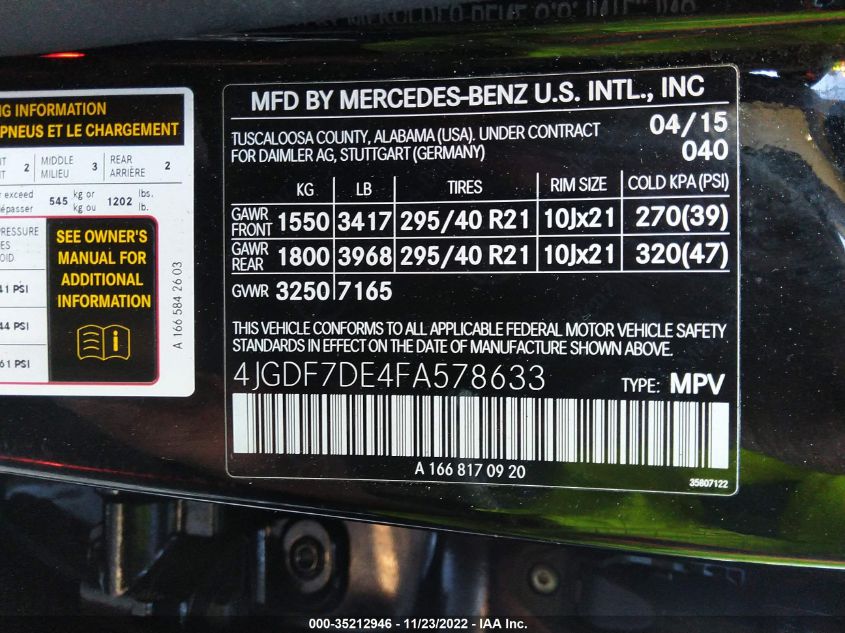 NG INFORMATION
PNEUS ET LE CHARGEMENT
2 MIDDLE MILIEU 3 REAR ARRIÈRE 2
exceed 545 kg or kg ou 1202 lbs. lb.
PRESSURE
SEE OWNER'S
MANUAL FOR
ADDITIONAL
INFORMATION
41 PSI
44 PSI
61 PSI
A 166 584 26 03
MFD BY MERCEDES-BENZ U.S. INTL., INC
TUSCALOOSA COUNTY, ALABAMA (USA). UNDER CONTRACT 04/15
FOR DAIMLER AG, STUTTGART (GERMANY) 040
KG LB TIRES RIM SIZE COLD KPA (PSI)
GAWR FRONT 1550 3417 295/40 R21 10Jx21 270(39)
GAWR REAR 1800 3968 295/40 R21 10Jx21 320(47)
GVWR 3250 7165
THIS VEHICLE CONFORMS TO ALL APPLICABLE FEDERAL MOTOR VEHICLE SAFETY
STANDARDS IN EFFECT ON THE DATE OF MANUFACTURE SHOWN ABOVE.
4JGDF7DE4FA578633 TYPE: MPV
A 166 817 09 20
35807122
000-35212946 - 11/23/2022 - IAA Inc.